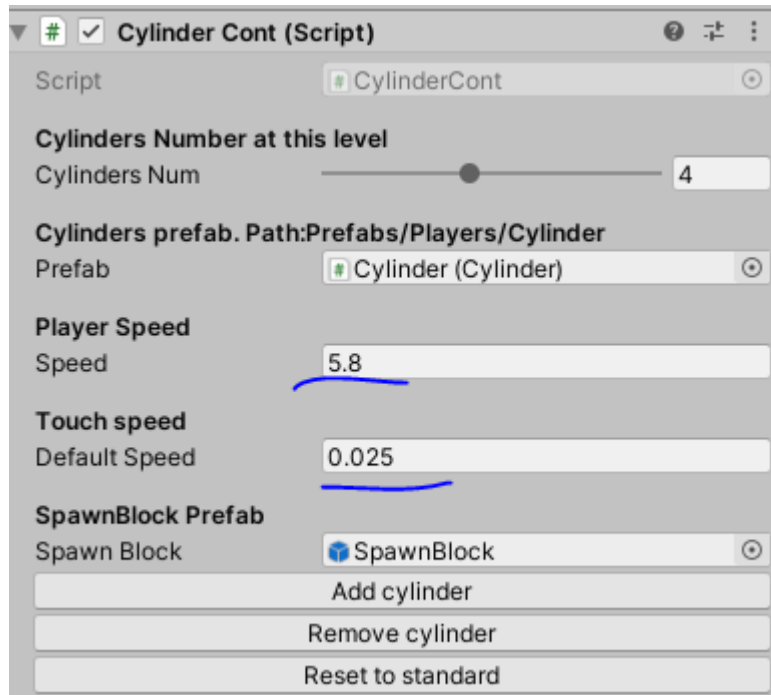 Cylinder Cont (Script)
Script CylinderCont
Cylinders Number at this level
Cylinders Num 4
Cylinders prefab. Path:Prefabs/Players/Cylinder
Prefab Cylinder (Cylinder)
Player Speed
Speed 5.8
Touch speed
Default Speed 0.025
SpawnBlock Prefab
Spawn Block SpawnBlock
Add cylinder
Remove cylinder
Reset to standard